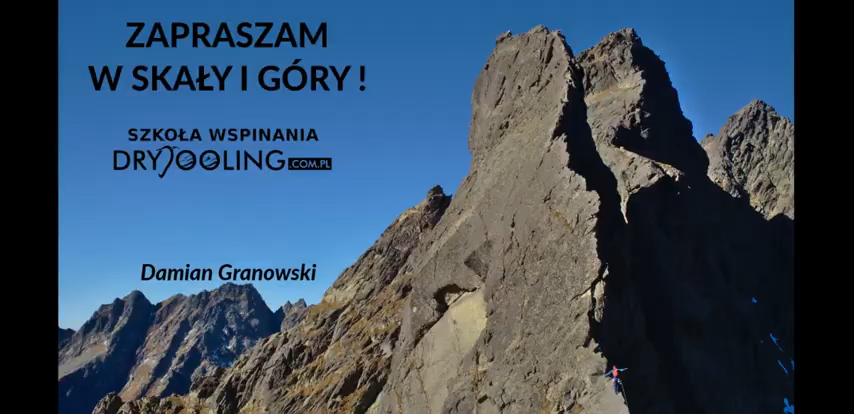 ZAPRASZAM
W SKAŁY I GÓRY !
SZKOŁA WSPINANIA
DRYTOOLING.COM.PL
Damian Granowski